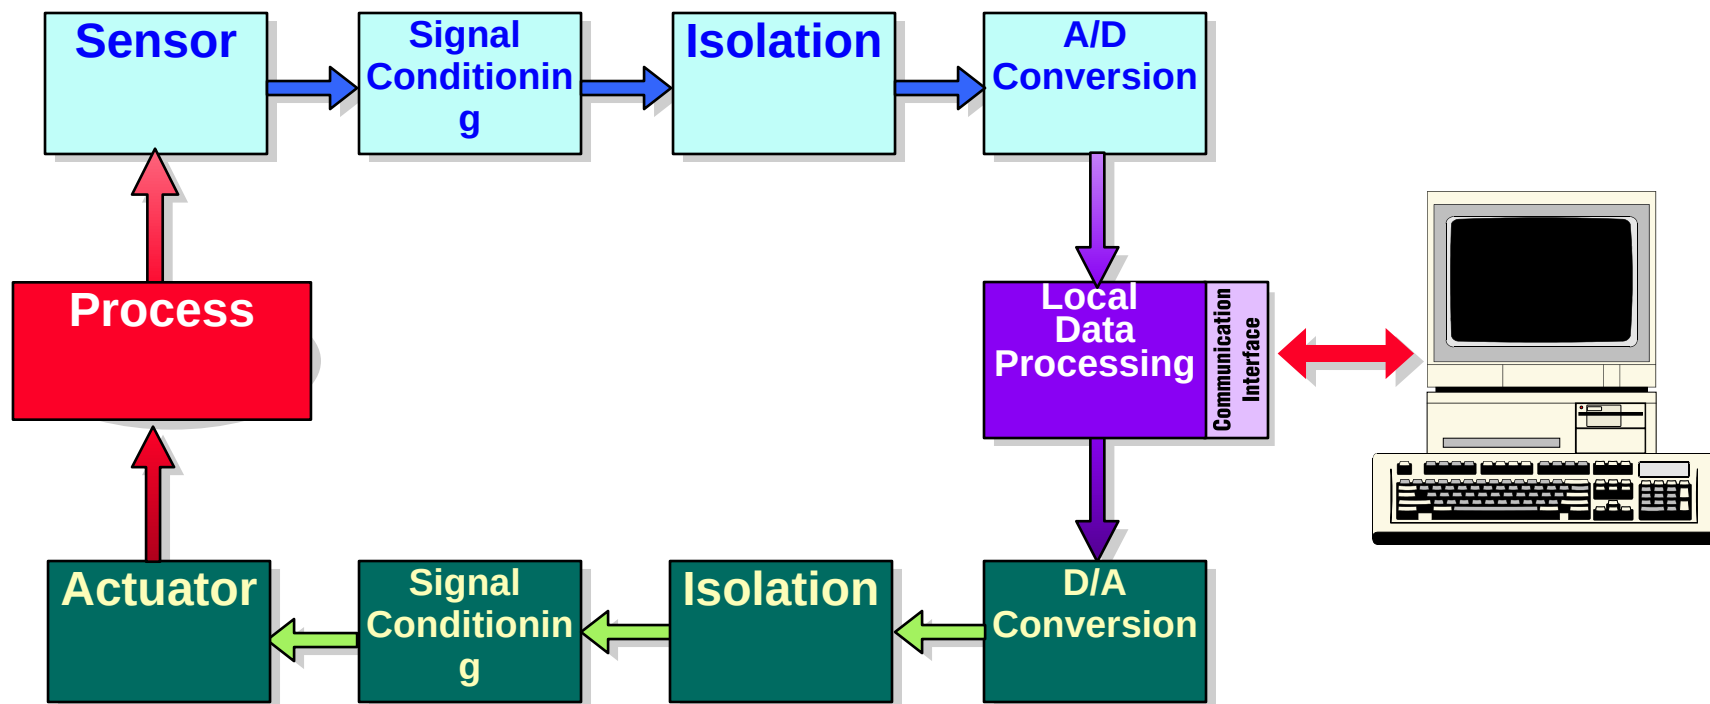 Sensor
Signal
Conditionin
g
Isolation
A/D
Conversion
Process
Local
Data
Processing
Communication
Interface
Actuator
Signal
Conditionin
g
Isolation
D/A
Conversion